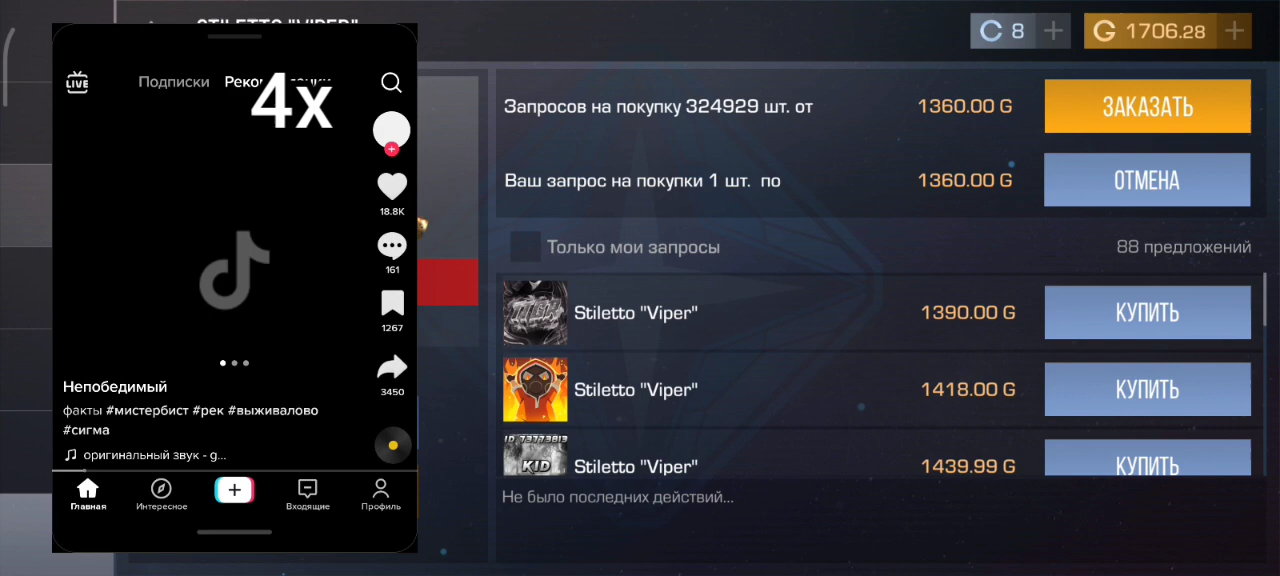 STILETTO "VIPER"
8
1706.28
LIVE
Подписки
4x
Запросов на покупку 324929 шт. от
1360.00 G
ЗАКАЗАТЬ
Ваш запрос на покупки 1 шт. по
1360.00 G
ОТМЕНА
Только мои запросы
88 предложений
18.8K
161
1267
3450
Stiletto "Viper"
1390.00 G
КУПИТЬ
Stiletto "Viper"
1418.00 G
КУПИТЬ
ID 73773813
KID
Stiletto "Viper"
1439.99 G
КУПИТЬ
Не было последних действий...
Непобедимый
факты #мистербист #рек #выживалово
#сигма
оригинальный звук - g...
Главная
Интересное
Входящие
Профиль